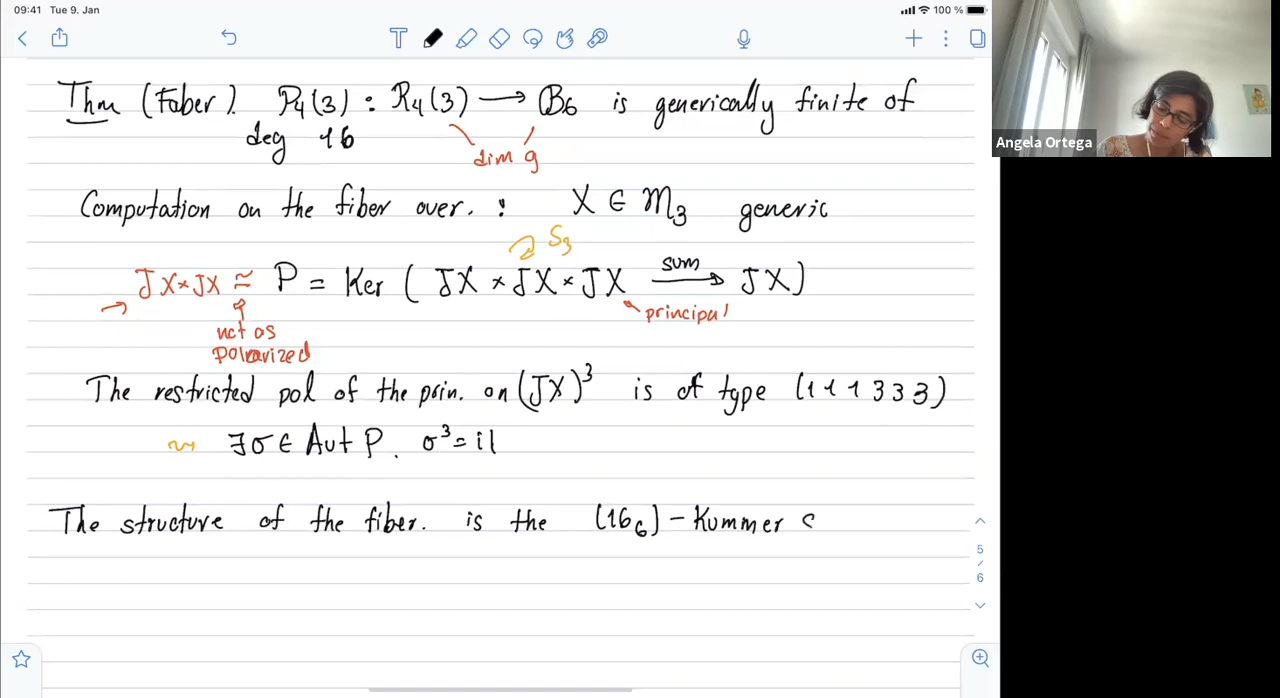 09:41 Tue 9. Jan
100 %
Thm (Faber). P4(3) : R4(3) → B6 is generically finite of
deg 16
dim 9
Computation on the fiber over. : X ∈ M3 generic
S3
JX×JX ≃ P = Ker ( JX × JX × JX sum→ JX)
principal
not as
polarized
The restricted pol of the prin. on (JX)³ is of type (1 1 1 3 3 3)
⇝ ∃σ ∈ Aut P. σ³ = id
The structure of the fiber. is the (16₆) - Kummer c
5
/
6
Angela Ortega